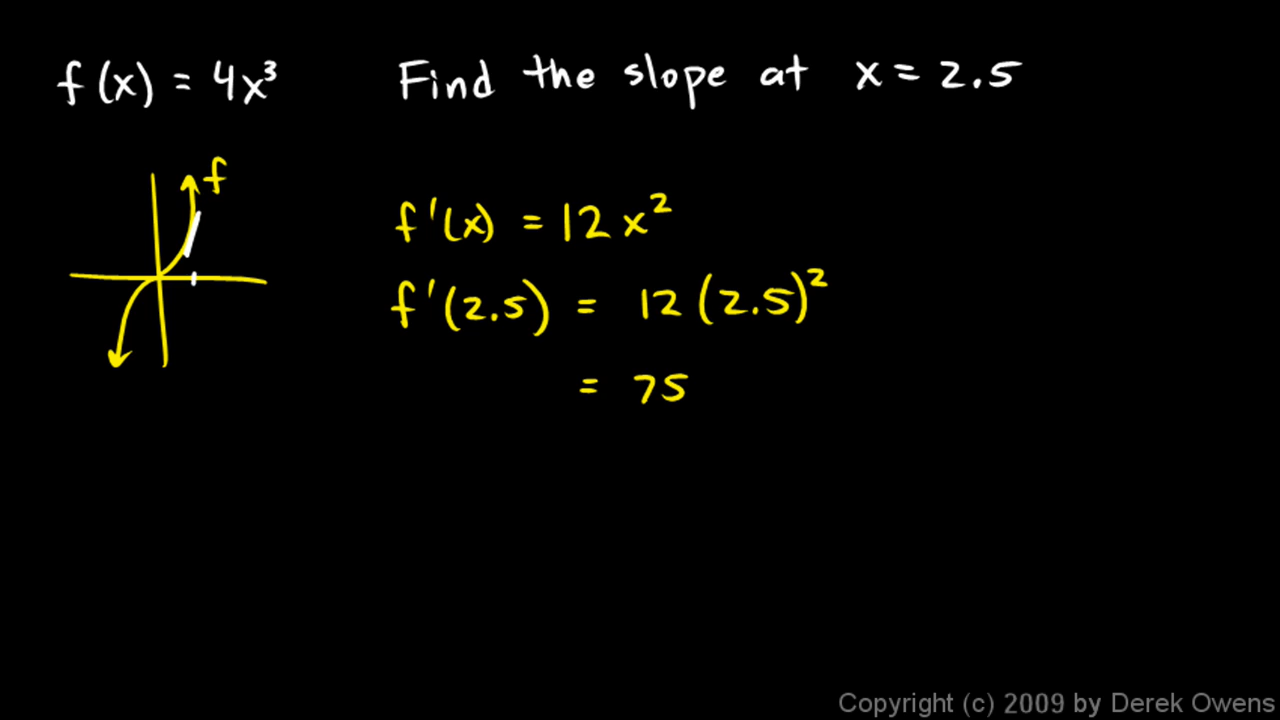 f(x) = 4x³ Find the slope at x = 2.5
f
f'(x) = 12x²
f'(2.5) = 12(2.5)²
= 75
Copyright (c) 2009 by Derek Owens